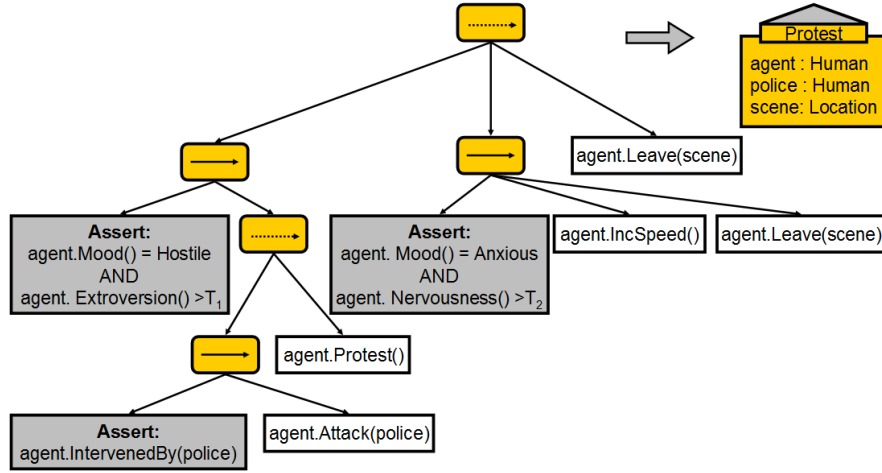 Protest
agent : Human
police : Human
scene: Location
agent.Leave(scene)
Assert:
agent.Mood() = Hostile
AND
agent. Extroversion() >T₁
Assert:
agent. Mood() = Anxious
AND
agent. Nervousness() >T₂
agent.IncSpeed()
agent.Leave(scene)
agent.Protest()
Assert:
agent.IntervenedBy(police)
agent.Attack(police)